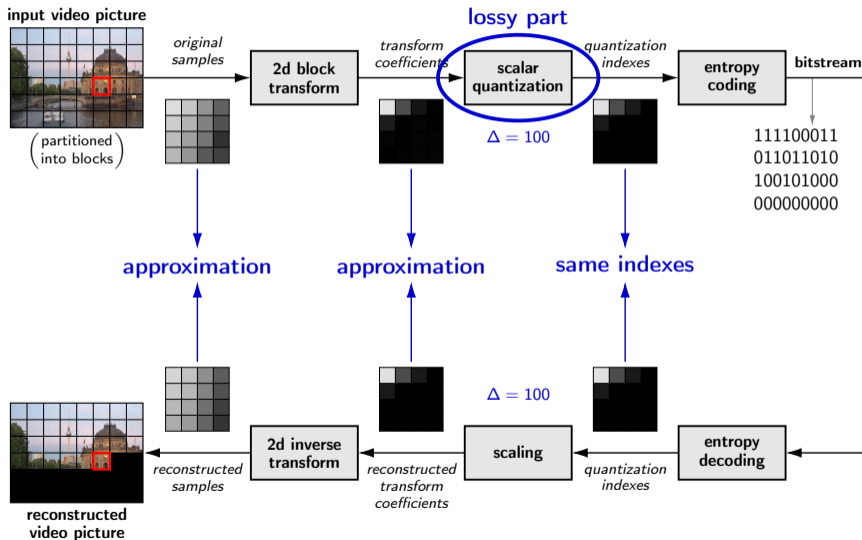 lossy part
input video picture
original
samples
2d block
transform
transform
coefficients
scalar
quantization
quantization
indexes
entropy
coding
bitstream
(partitioned
into blocks)
Δ = 100
111100011
011011010
100101000
000000000
approximation
approximation
same indexes
Δ = 100
2d inverse
transform
scaling
entropy
decoding
reconstructed
samples
reconstructed
transform
coefficients
quantization
indexes
reconstructed
video picture